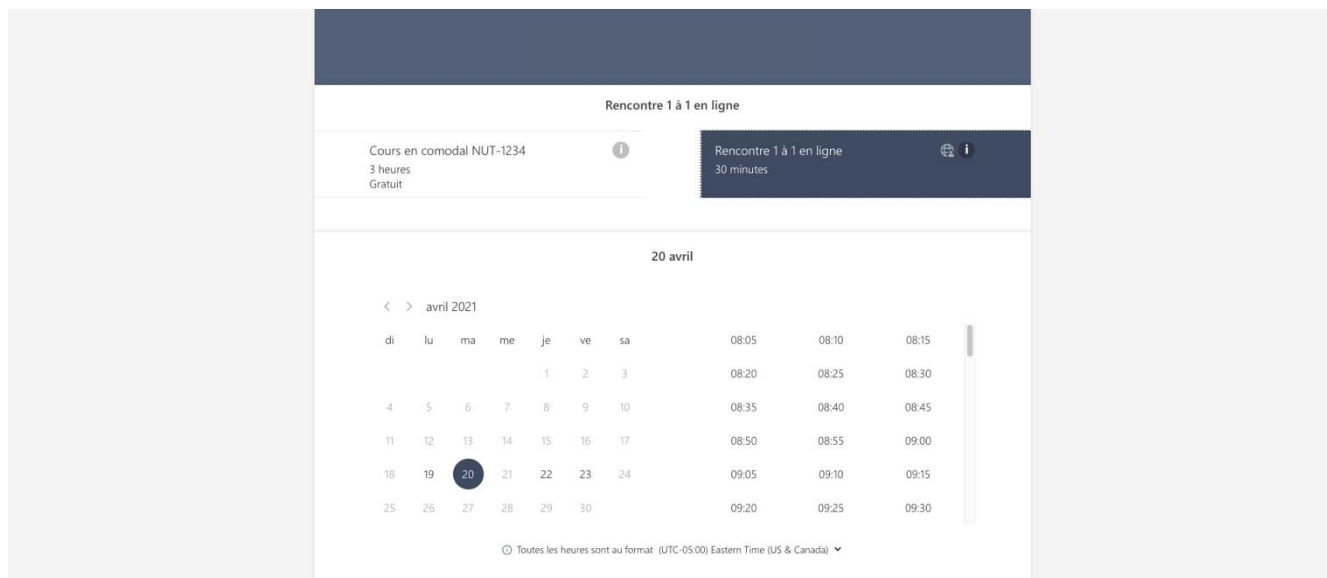 Rencontre 1 à 1 en ligne
Cours en comodal NUT-1234
3 heures
Gratuit
Rencontre 1 à 1 en ligne
30 minutes
20 avril
< > avril 2021
di lu ma me je ve sa
1 2 3
4 5 6 7 8 9 10
11 12 13 14 15 16 17
18 19 20 21 22 23 24
25 26 27 28 29 30
08:05 08:10 08:15
08:20 08:25 08:30
08:35 08:40 08:45
08:50 08:55 09:00
09:05 09:10 09:15
09:20 09:25 09:30
Toutes les heures sont au format (UTC-05:00) Eastern Time (US & Canada)